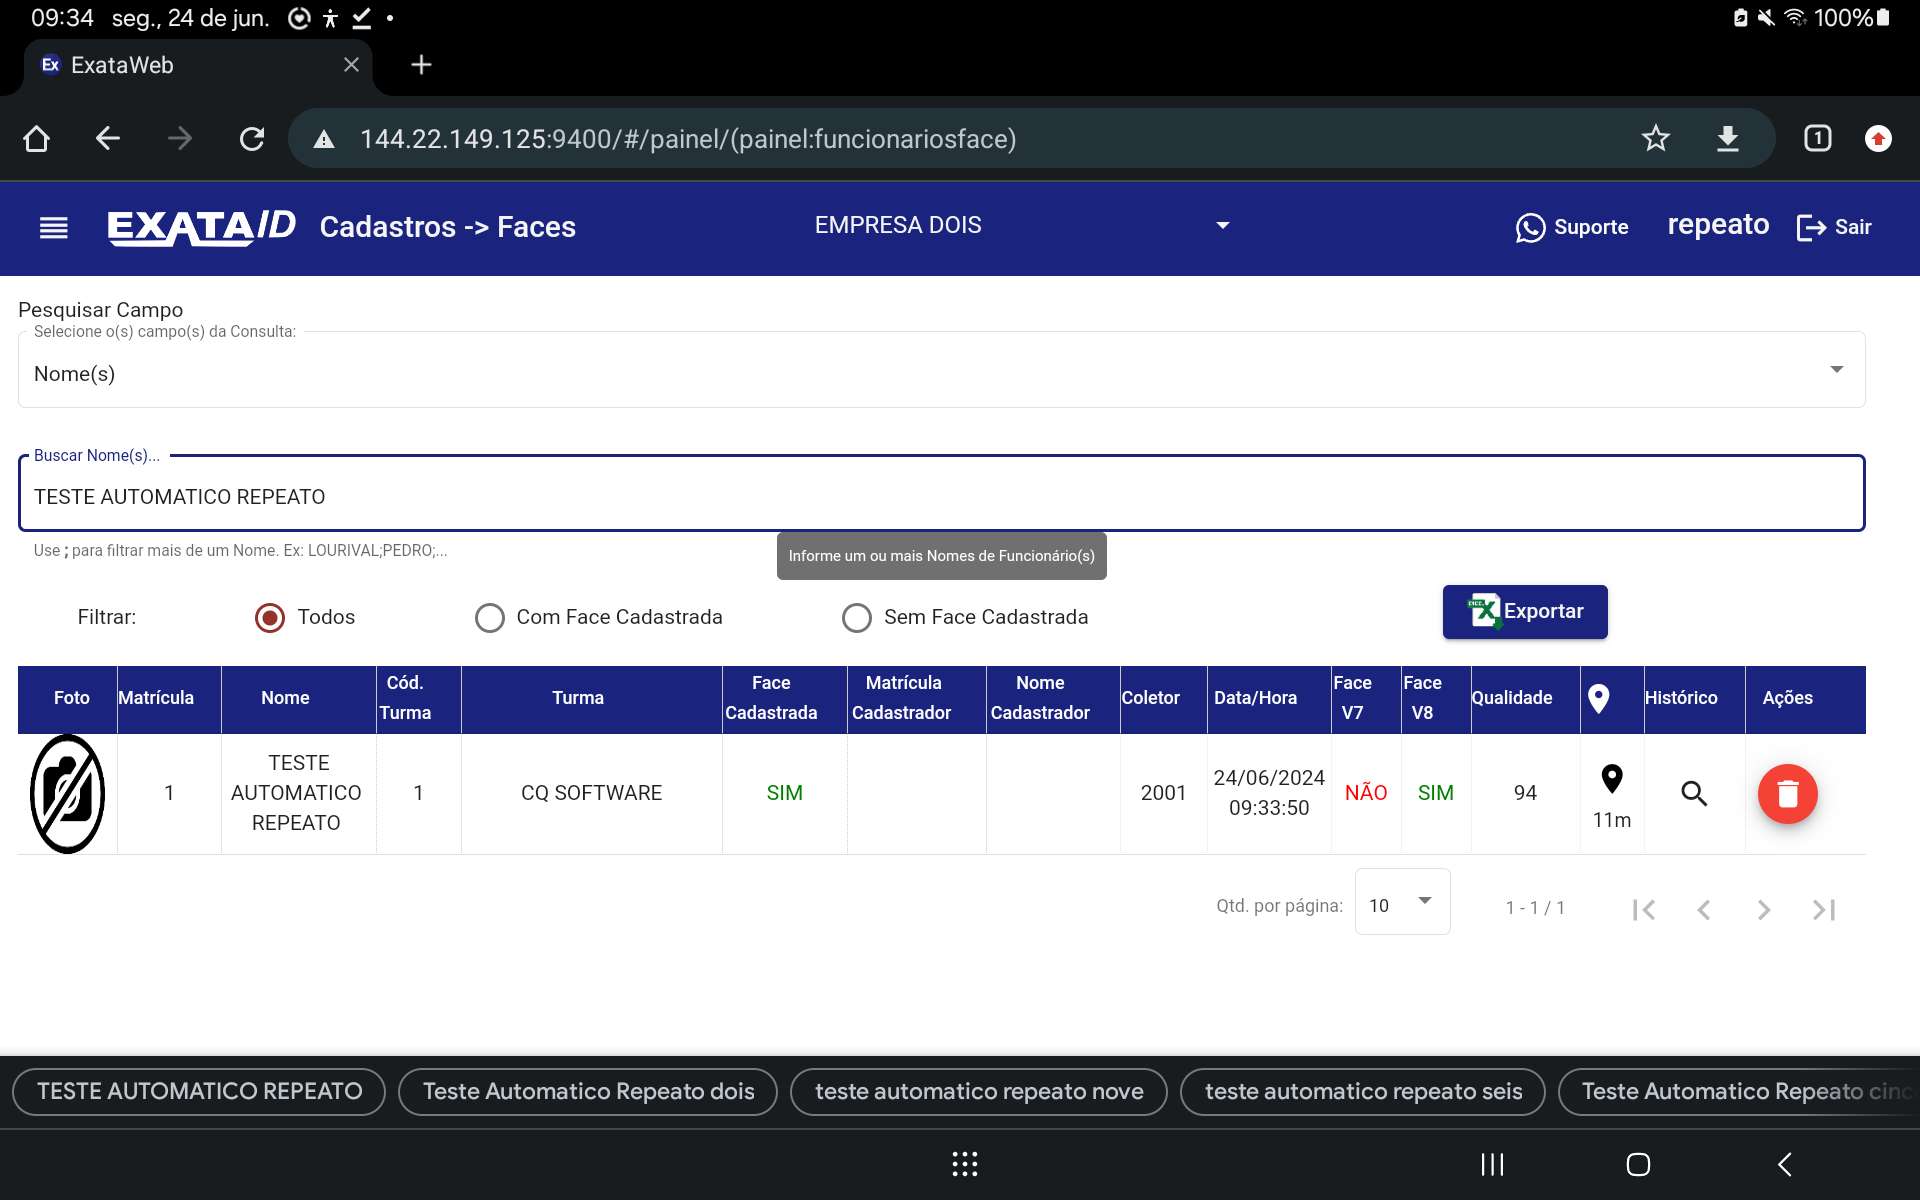 09:34 seg., 24 de jun. 100%
Ex ExataWeb
144.22.149.125:9400/#/painel/(painel:funcionariosface) 1
EXATA/ID Cadastros -> Faces EMPRESA DOIS Suporte repeato Sair
Pesquisar Campo
Selecione o(s) campo(s) da Consulta:
Nome(s)
Buscar Nome(s)...
TESTE AUTOMATICO REPEATO
Use ; para filtrar mais de um Nome. Ex: LOURIVAL;PEDRO;...
Informe um ou mais Nomes de Funcionário(s)
Filtrar: Todos Com Face Cadastrada Sem Face Cadastrada Exportar
Foto Matrícula Nome Cód. Turma Turma Face Cadastrada Matrícula Cadastrador Nome Cadastrador Coletor Data/Hora Face V7 Face V8 Qualidade Histórico Ações
1 TESTE AUTOMATICO REPEATO 1 CQ SOFTWARE SIM 2001 24/06/2024 09:33:50 NÃO SIM 94 11m
Qtd. por página: 10 1 - 1 / 1
TESTE AUTOMATICO REPEATO Teste Automatico Repeato dois teste automatico repeato nove teste automatico repeato seis Teste Automatico Repeato cinc